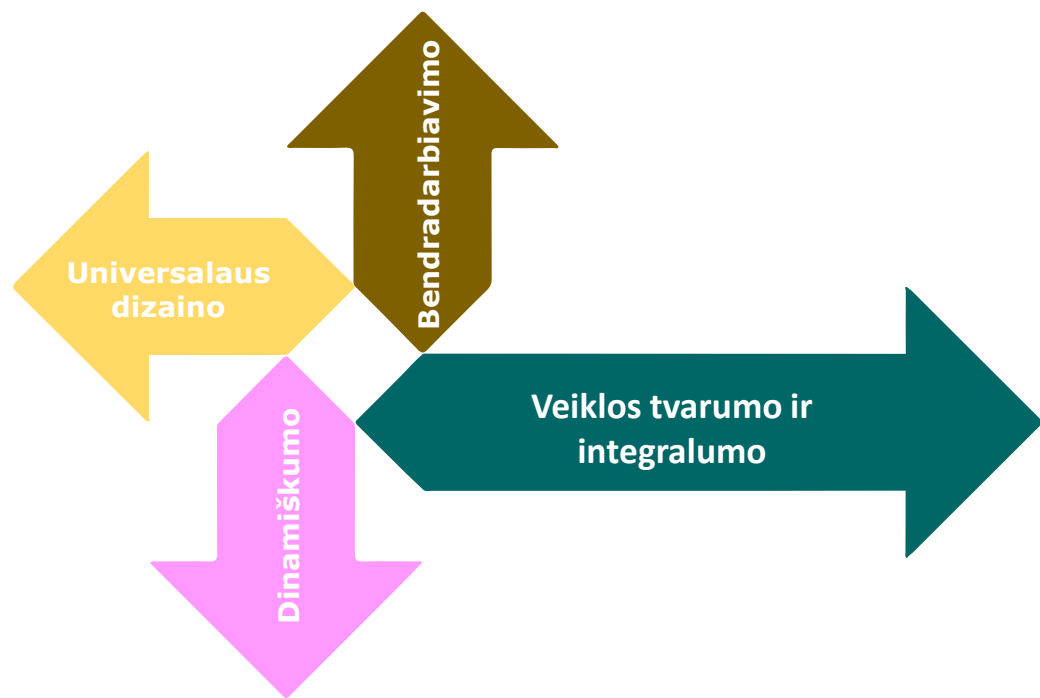 Bendradarbiavimo
Universalaus
dizaino
Veiklos tvarumo ir
integralumo
Dinamiškumo